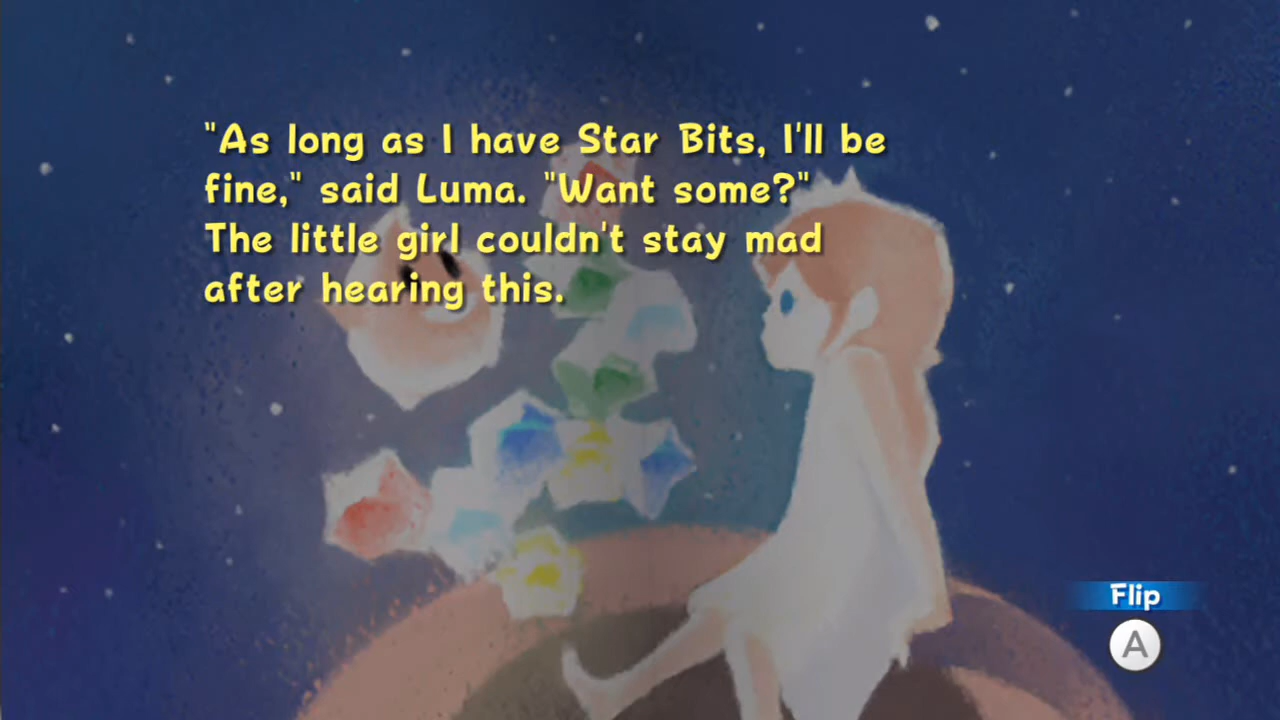 "As long as I have Star Bits, I'll be
fine," said Luma. "Want some?"
The little girl couldn't stay mad
after hearing this.
Flip
A